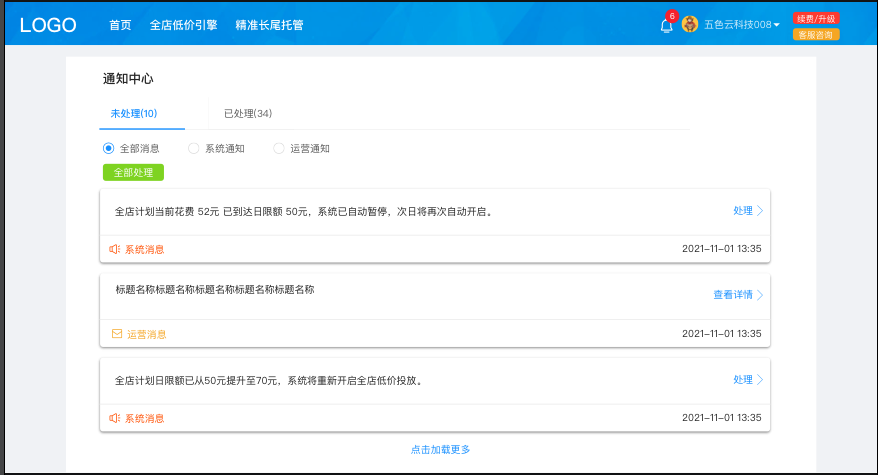 LOGO 首页 全店低价引擎 精准长尾托管 6 五色云科技008 续费/升级
客服咨询
通知中心
未处理(10) 已处理(34)
全部消息 系统通知 运营通知
全部处理
全店计划当前花费 52元 已到达日限额 50元，系统已自动暂停，次日将再次自动开启。 处理
系统消息 2021-11-01 13:35
标题名称标题名称标题名称标题名称标题名称 查看详情
运营消息 2021-11-01 13:35
全店计划日限额已从50元提升至70元，系统将重新开启全店低价投放。 处理
系统消息 2021-11-01 13:35
点击加载更多